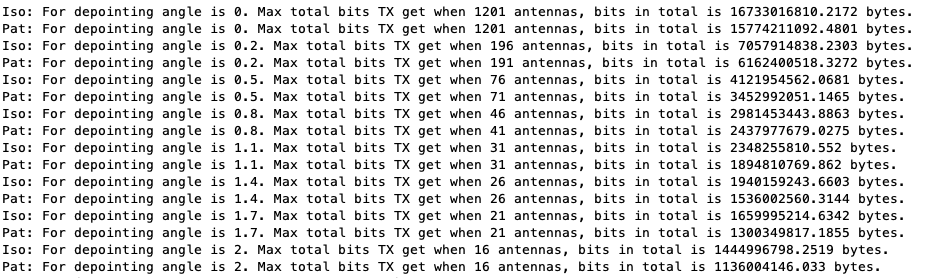 Iso: For depointing angle is 0. Max total bits TX get when 1201 antennas, bits in total is 16733016810.2172 bytes.
Pat: For depointing angle is 0. Max total bits TX get when 1201 antennas, bits in total is 15774211092.4801 bytes.
Iso: For depointing angle is 0.2. Max total bits TX get when 196 antennas, bits in total is 7057914838.2303 bytes.
Pat: For depointing angle is 0.2. Max total bits TX get when 191 antennas, bits in total is 6162400518.3272 bytes.
Iso: For depointing angle is 0.5. Max total bits TX get when 76 antennas, bits in total is 4121954562.0681 bytes.
Pat: For depointing angle is 0.5. Max total bits TX get when 71 antennas, bits in total is 3452992051.1465 bytes.
Iso: For depointing angle is 0.8. Max total bits TX get when 46 antennas, bits in total is 2981453443.8863 bytes.
Pat: For depointing angle is 0.8. Max total bits TX get when 41 antennas, bits in total is 2437977679.0275 bytes.
Iso: For depointing angle is 1.1. Max total bits TX get when 31 antennas, bits in total is 2348255810.552 bytes.
Pat: For depointing angle is 1.1. Max total bits TX get when 31 antennas, bits in total is 1894810769.862 bytes.
Iso: For depointing angle is 1.4. Max total bits TX get when 26 antennas, bits in total is 1940159243.6603 bytes.
Pat: For depointing angle is 1.4. Max total bits TX get when 26 antennas, bits in total is 1536002560.3144 bytes.
Iso: For depointing angle is 1.7. Max total bits TX get when 21 antennas, bits in total is 1659995214.6342 bytes.
Pat: For depointing angle is 1.7. Max total bits TX get when 21 antennas, bits in total is 1300349817.1855 bytes.
Iso: For depointing angle is 2. Max total bits TX get when 16 antennas, bits in total is 1444996798.2519 bytes.
Pat: For depointing angle is 2. Max total bits TX get when 16 antennas, bits in total is 1136004146.033 bytes.